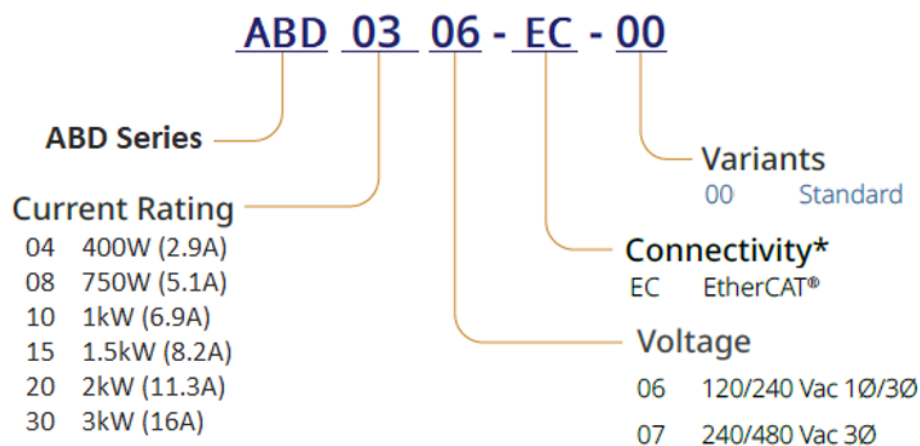 ABD 03 06 - EC - 00
ABD Series
Current Rating
04 400W (2.9A)
08 750W (5.1A)
10 1kW (6.9A)
15 1.5kW (8.2A)
20 2kW (11.3A)
30 3kW (16A)
Variants
00 Standard
Connectivity*
EC EtherCAT®
Voltage
06 120/240 Vac 1Ø/3Ø
07 240/480 Vac 3Ø